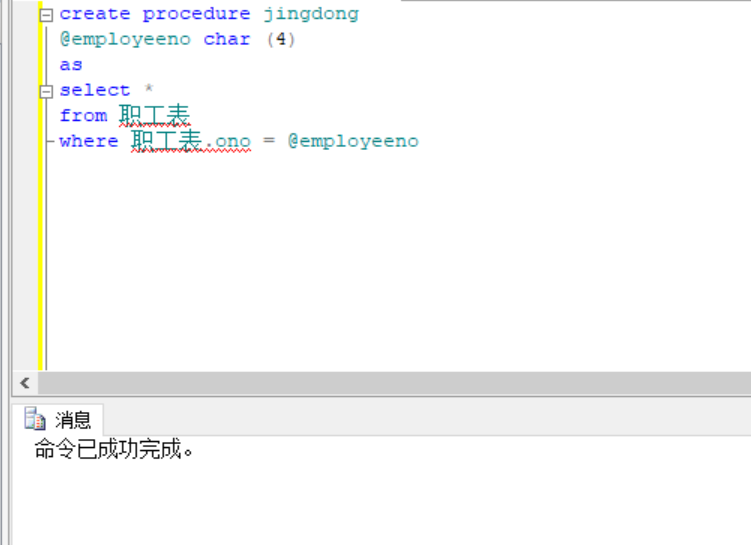 create procedure jingdong
@employeeno char (4)
as
select *
from 职工表
where 职工表.ono = @employeeno
消息
命令已成功完成。